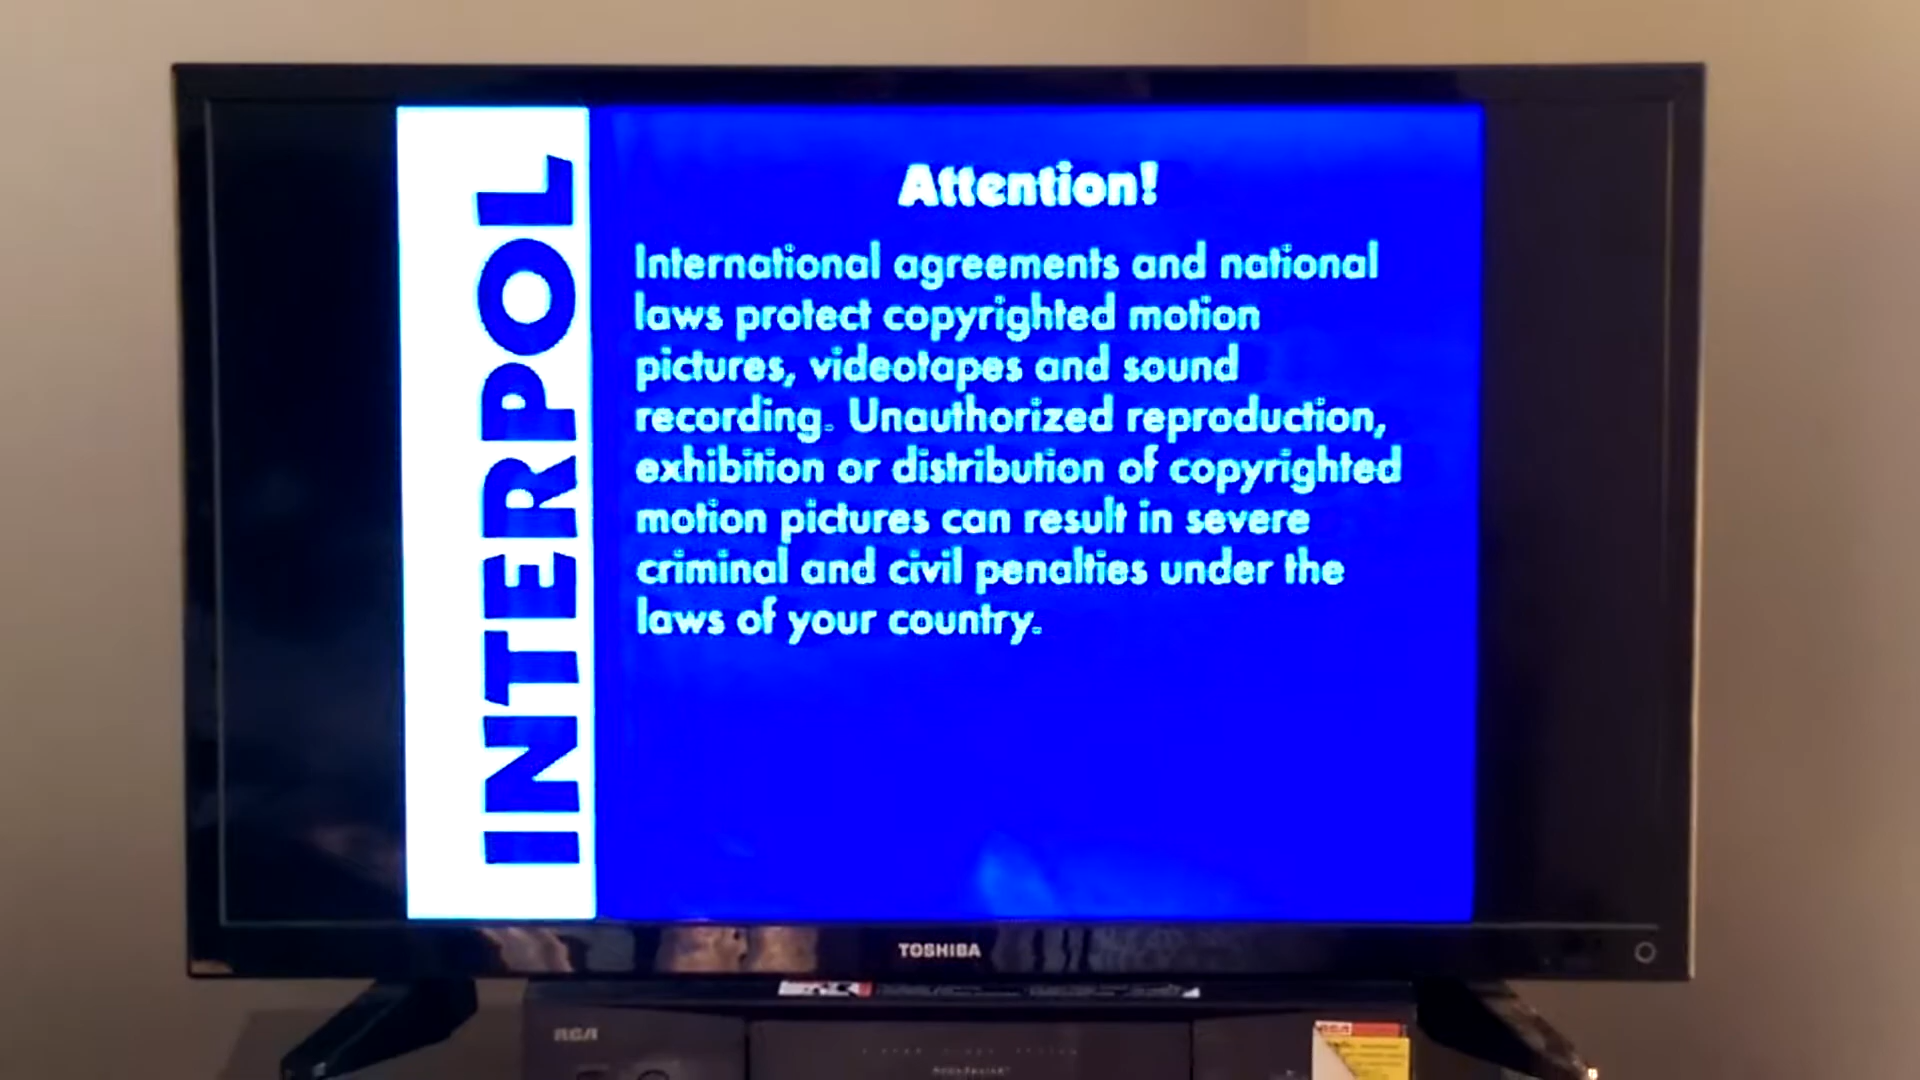 INTERPOL
Attention!
International agreements and national
laws protect copyrighted motion
pictures, videotapes and sound
recording. Unauthorized reproduction,
exhibition or distribution of copyrighted
motion pictures can result in severe
criminal and civil penalties under the
laws of your country.
TOSHIBA
RCA
RCA